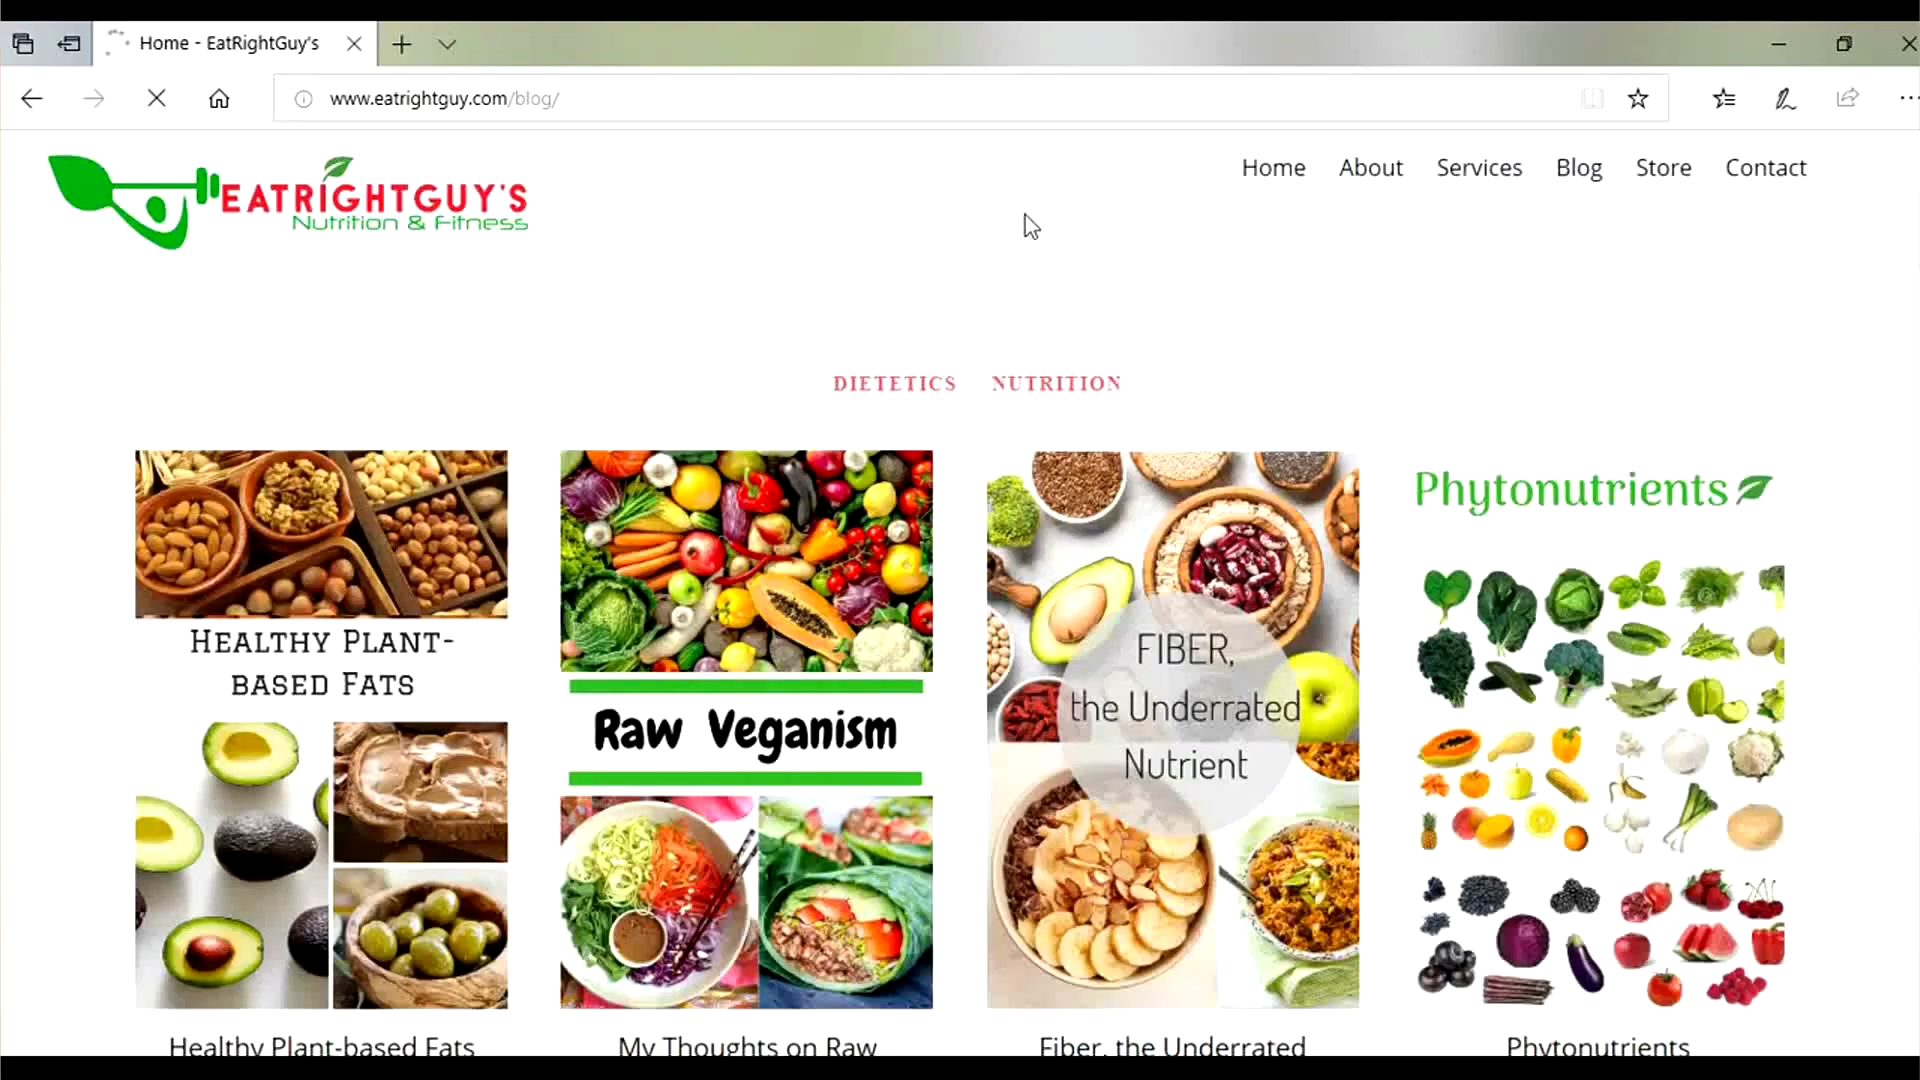 Home - EatRightGuy's
www.eatrightguy.com/blog/
EATRIGHTGUY'S
Nutrition & Fitness
Home About Services Blog Store Contact
DIETETICS NUTRITION
HEALTHY PLANT-
BASED FATS
Raw Veganism
FIBER,
the Underrated
Nutrient
Phytonutrients
Healthy Plant-based Fats
My Thoughts on Raw
Fiber, the Underrated
Phytonutrients